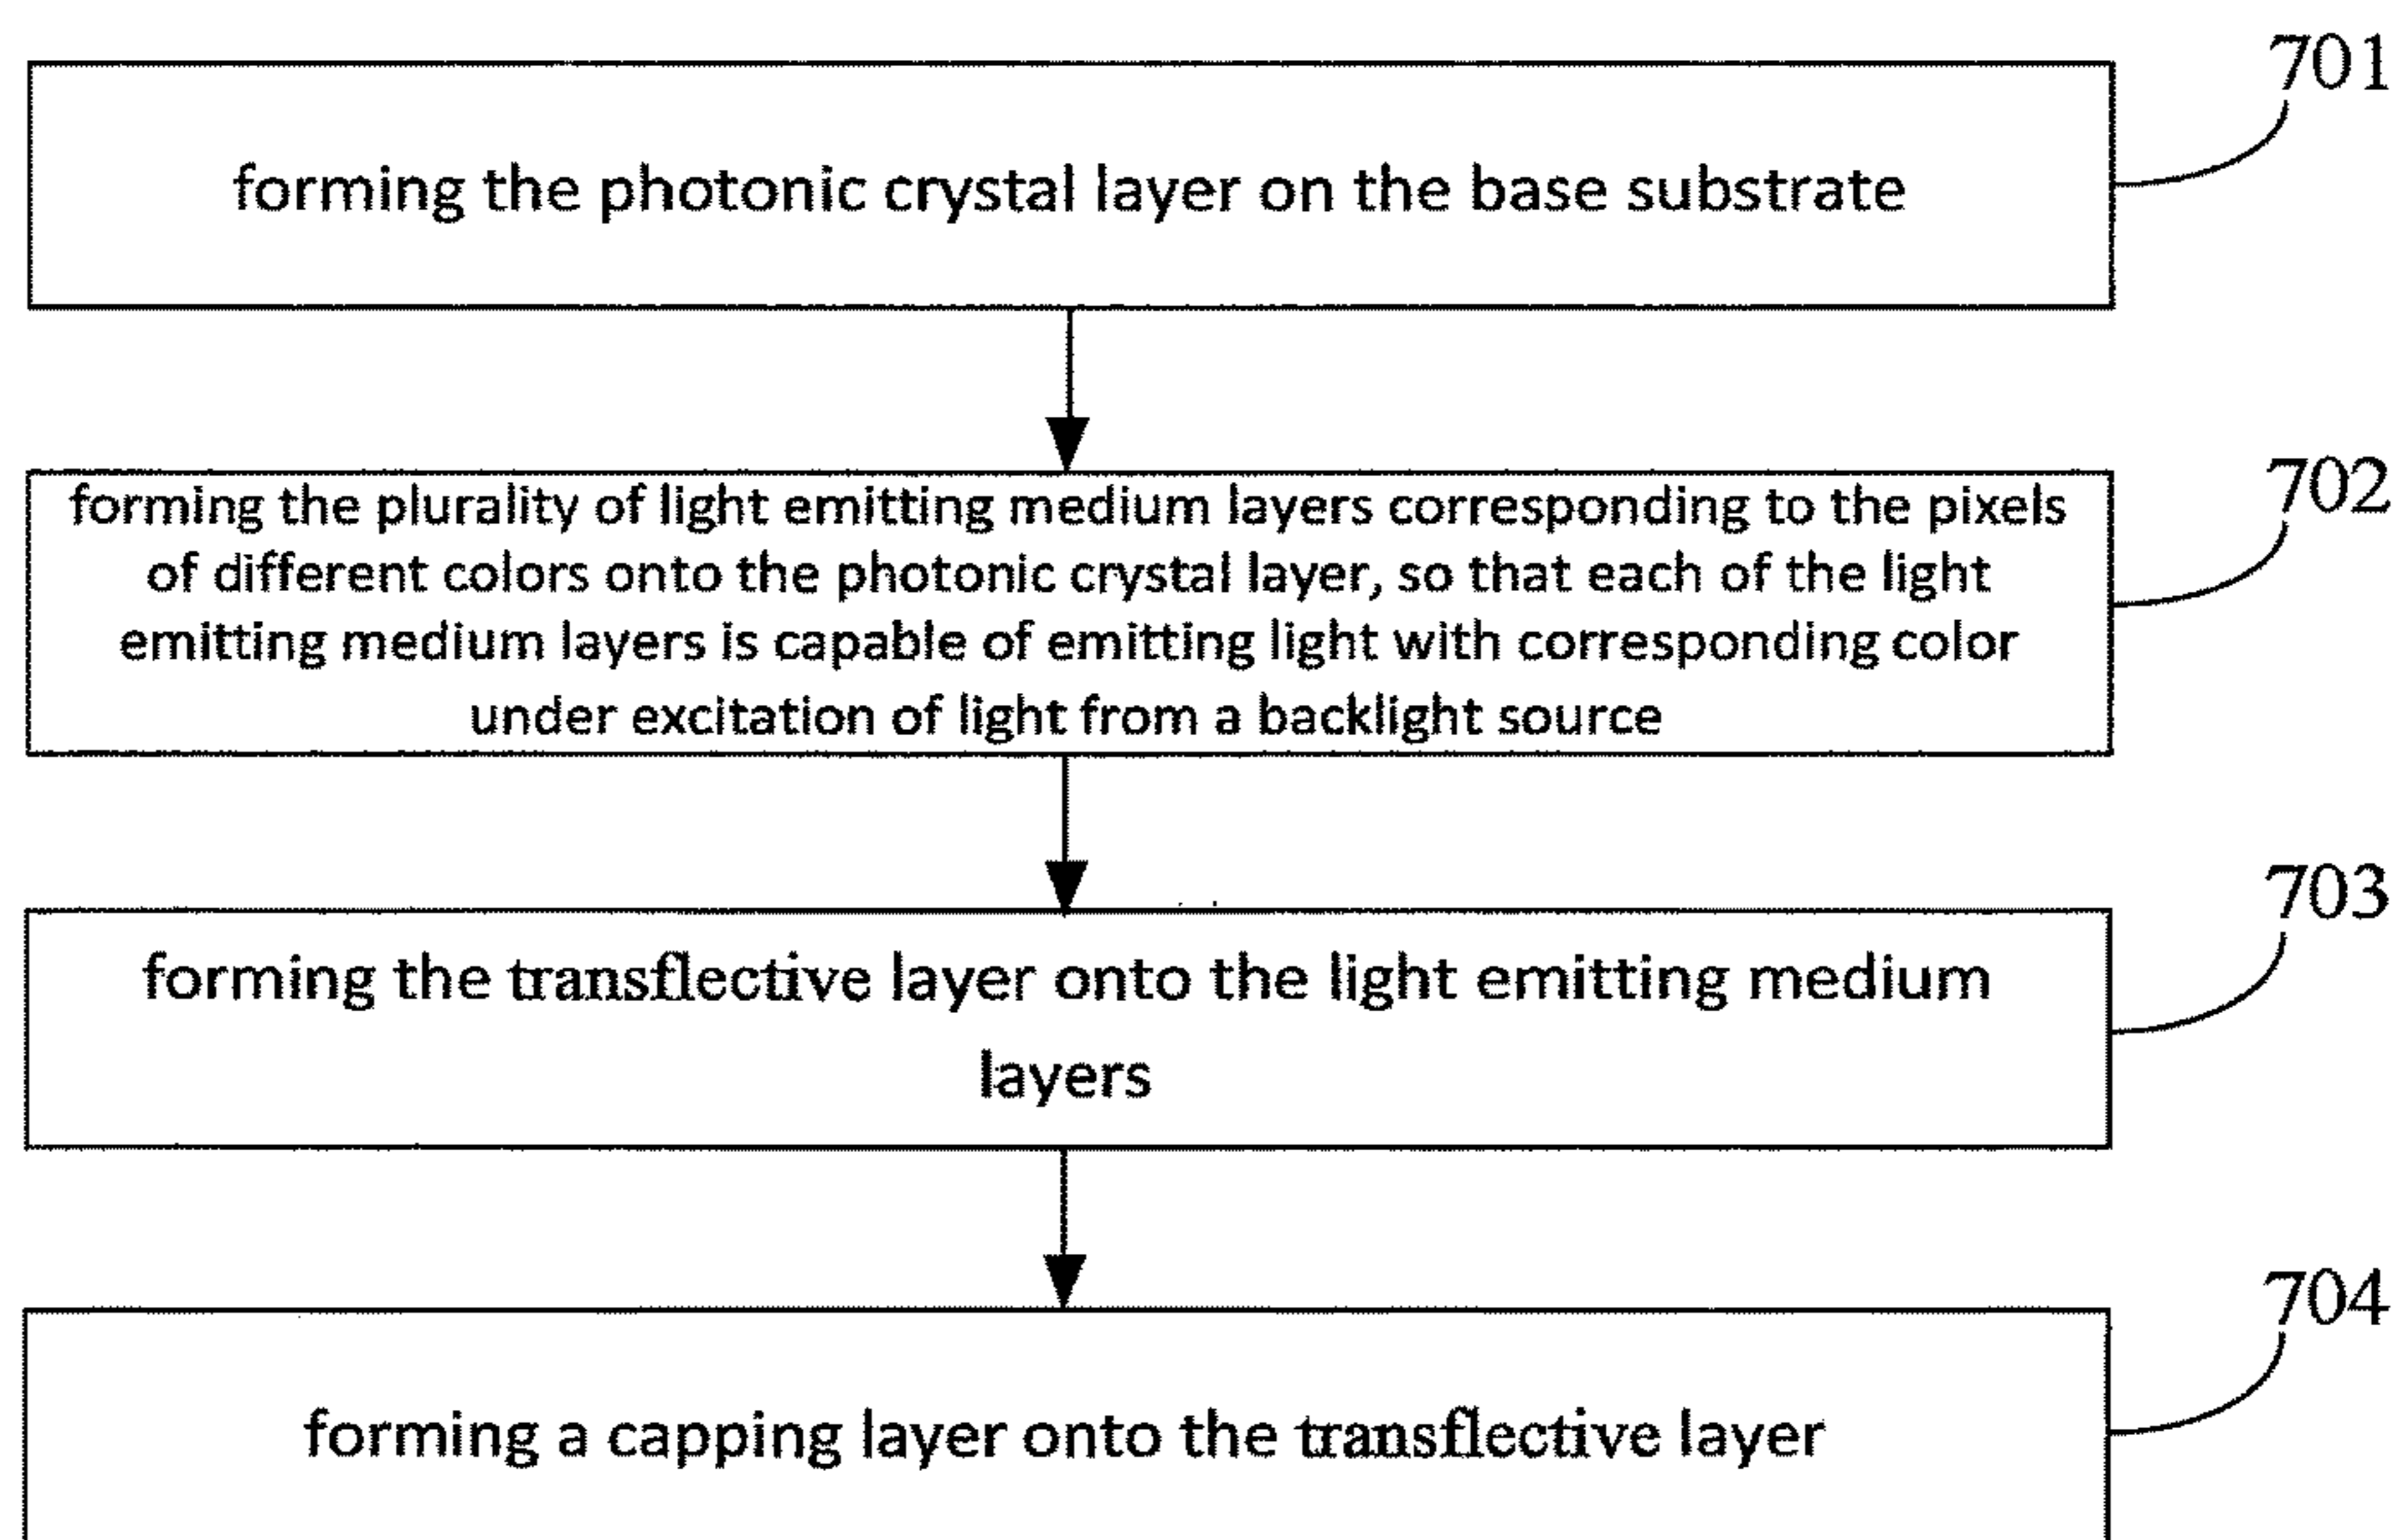 701
forming the photonic crystal layer on the base substrate
702
forming the plurality of light emitting medium layers corresponding to the pixels
of different colors onto the photonic crystal layer, so that each of the light
emitting medium layers is capable of emitting light with corresponding color
under excitation of light from a backlight source
703
forming the transflective layer onto the light emitting medium
layers
704
forming a capping layer onto the transflective layer